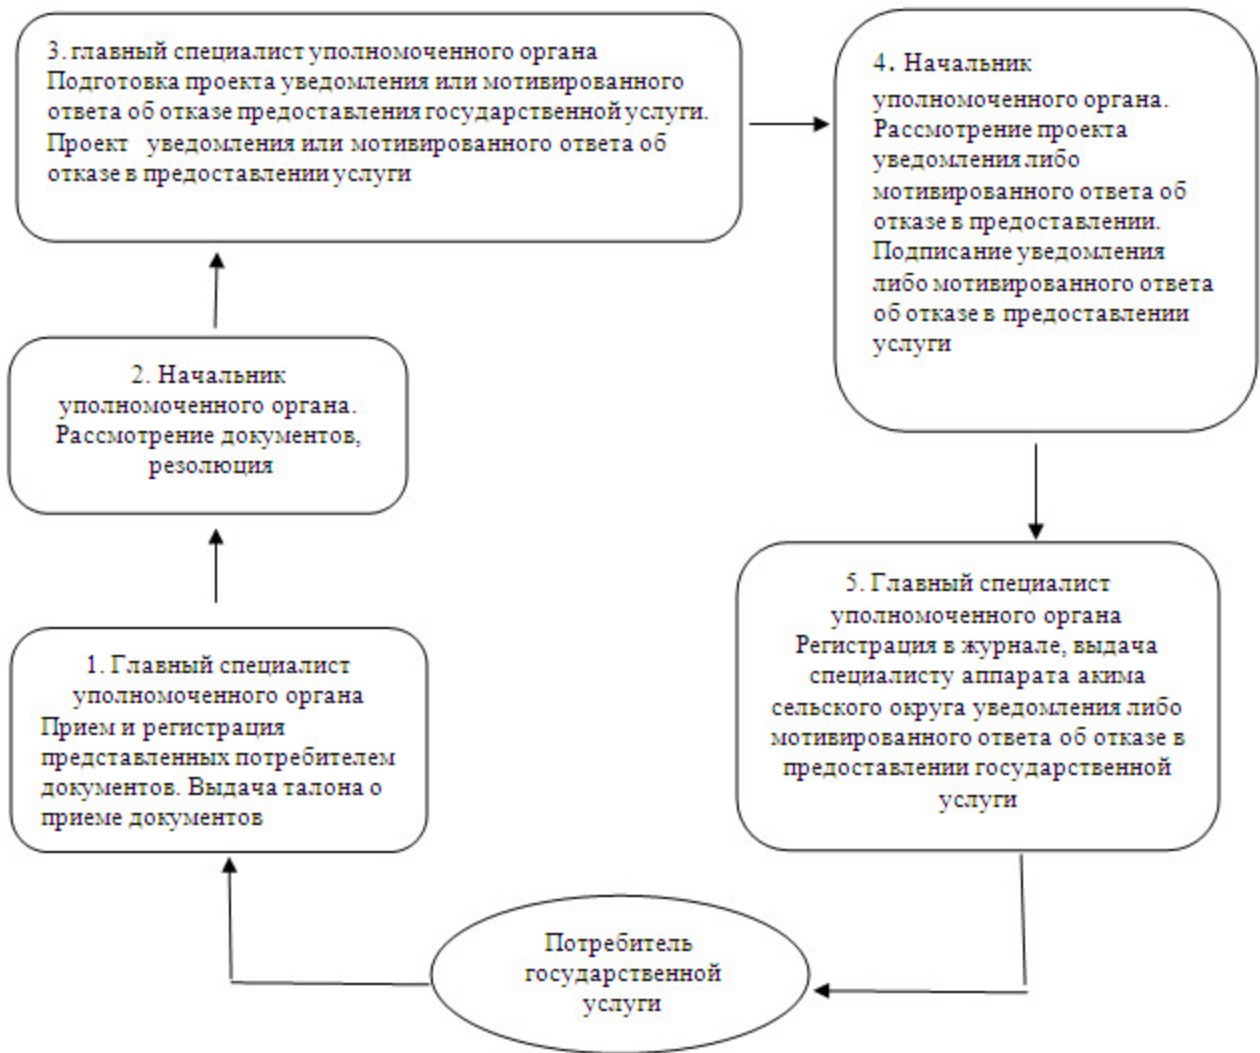 3. главный специалист уполномоченного органа
Подготовка проекта уведомления или мотивированного
ответа об отказе предоставления государственной услуги.
Проект уведомления или мотивированного ответа об
отказе в предоставлении услуги
4. Начальник
уполномоченного органа.
Рассмотрение проекта
уведомления либо
мотивированного ответа об
отказе в предоставлении.
Подписание уведомления
либо мотивированного ответа
об отказе в предоставлении
услуги
2. Начальник
уполномоченного органа.
Рассмотрение документов,
резолюция
5. Главный специалист
уполномоченного органа
Регистрация в журнале, выдача
специалисту аппарата акима
сельского округа уведомления либо
мотивированного ответа об отказе в
предоставлении государственной
услуги
1. Главный специалист
уполномоченного органа
Прием и регистрация
представленных потребителем
документов. Выдача талона о
приеме документов
Потребитель
государственной
услуги